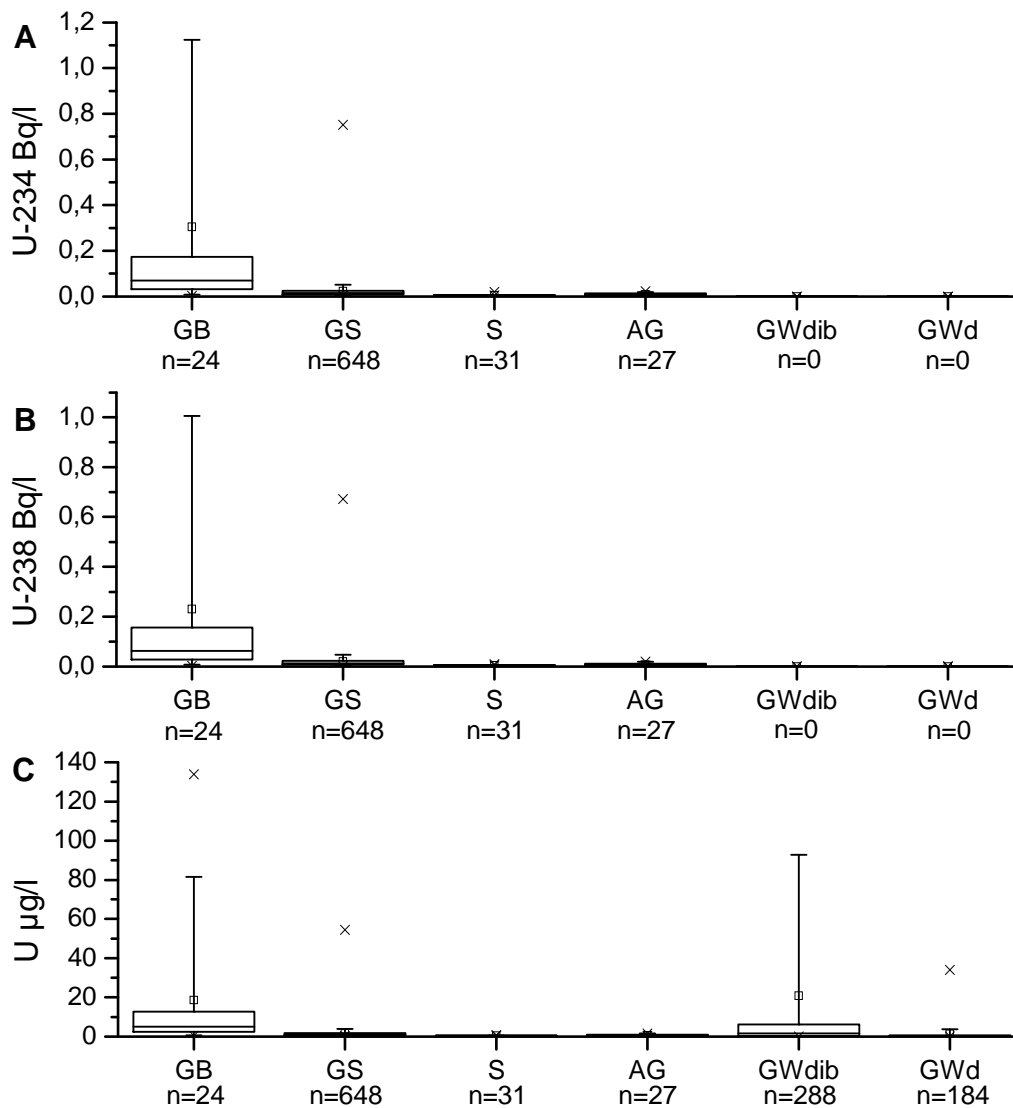 A
U-234 Bq/l
1,2
1,0
0,8
0,6
0,4
0,2
0,0
GB GS S AG GWdib GWd
n=24 n=648 n=31 n=27 n=0 n=0
B
U-238 Bq/l
1,0
0,8
0,6
0,4
0,2
0,0
GB GS S AG GWdib GWd
n=24 n=648 n=31 n=27 n=0 n=0
C
U µg/l
140
120
100
80
60
40
20
0
GB GS S AG GWdib GWd
n=24 n=648 n=31 n=27 n=288 n=184